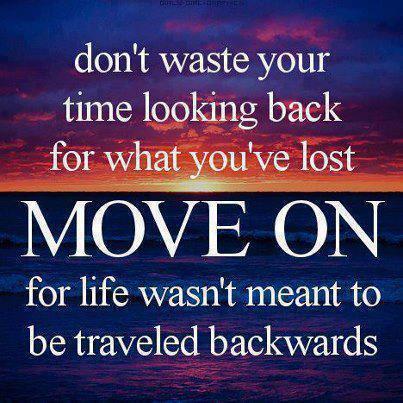 don't waste your
time looking back
for what you've lost
MOVE ON
for life wasn't meant to
be traveled backwards